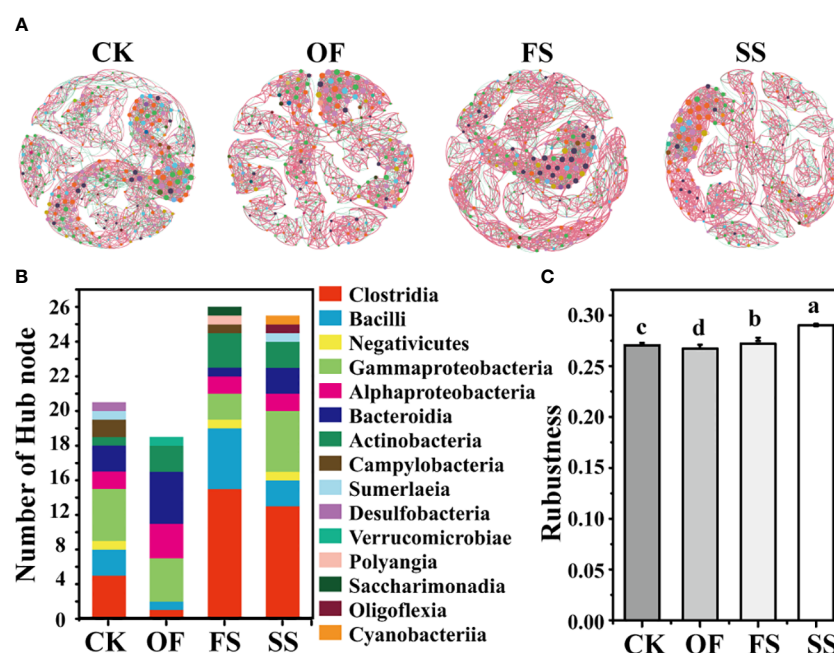 A
CK
OF
FS
SS
B
Number of Hub node
26
24
22
20
18
16
12
8
4
0
CK
OF
FS
SS
Clostridia
Bacilli
Negativicutes
Gammaproteobacteria
Alphaproteobacteria
Bacteroidia
Actinobacteria
Campylobacteria
Sumerlaeia
Desulfobacteria
Verrucomicrobiae
Polyangia
Saccharimonadia
Oligoflexia
Cyanobacteriia
C
Rubustness
0.30
0.25
0.20
0.15
0.10
0.05
0.00
c
d
b
a
CK
OF
FS
SS